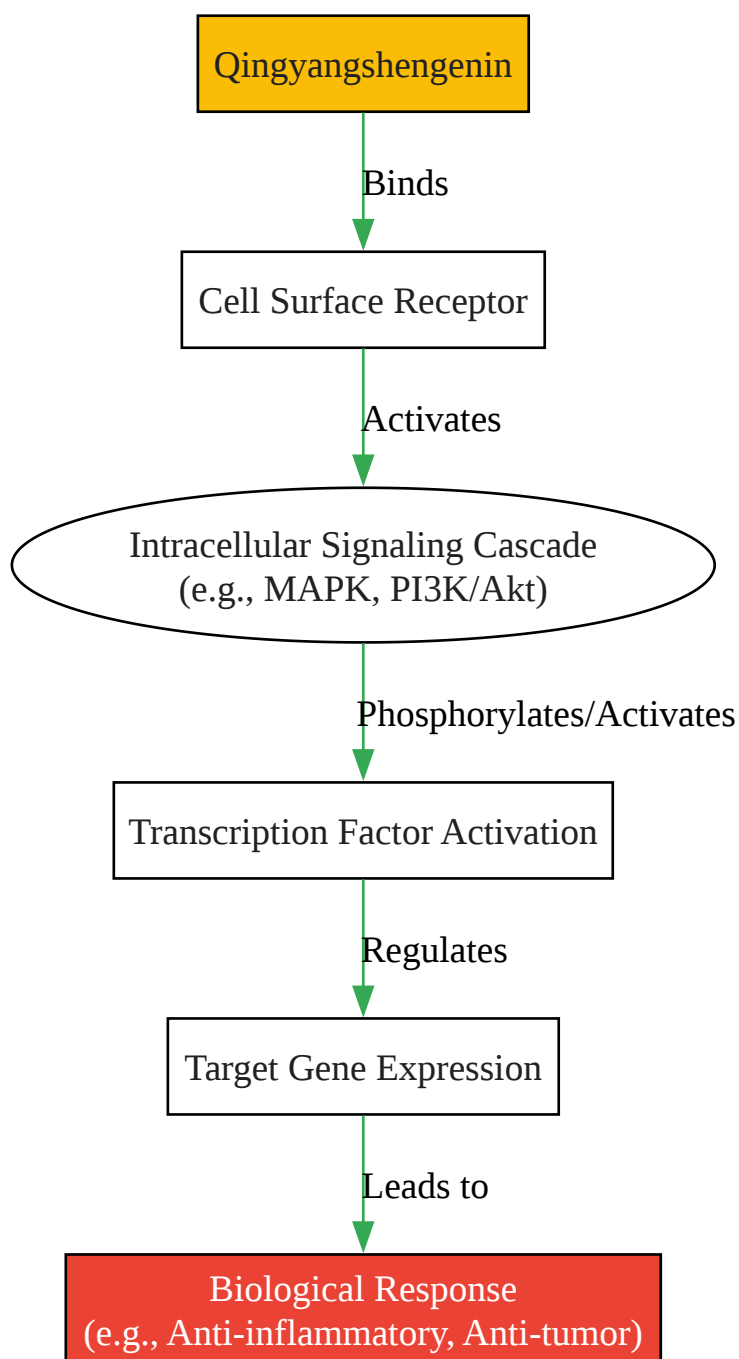 Qingyangshengenin
Binds
Cell Surface Receptor
Activates
Intracellular Signaling Cascade
(e.g., MAPK, PI3K/Akt)
Phosphorylates/Activates
Transcription Factor Activation
Regulates
Target Gene Expression
Leads to
Biological Response
(e.g., Anti-inflammatory, Anti-tumor)